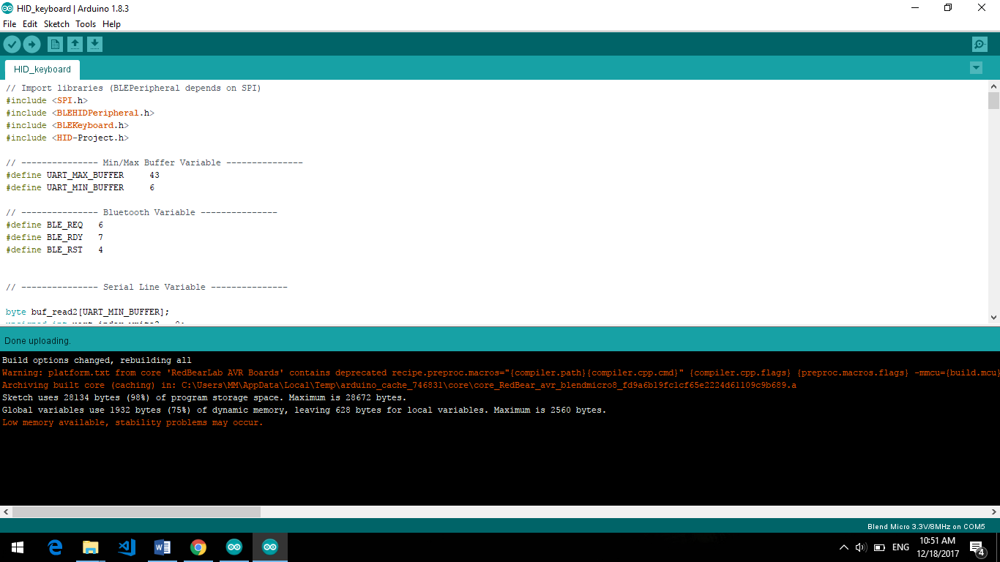 HID_keyboard | Arduino 1.8.3
File Edit Sketch Tools Help
HID_keyboard
// Import libraries (BLEPeripheral depends on SPI)
#include <SPI.h>
#include <BLEHIDPeripheral.h>
#include <BLEKeyboard.h>
#include <HID-Project.h>
// --------------- Min/Max Buffer Variable ---------------
#define UART_MAX_BUFFER     43
#define UART_MIN_BUFFER     6
// --------------- Bluetooth Variable ---------------
#define BLE_REQ   6
#define BLE_RDY   7
#define BLE_RST   4
// --------------- Serial Line Variable ---------------
byte buf_read2[UART_MIN_BUFFER];
Done uploading.
Build options changed, rebuilding all
Warning: platform.txt from core 'RedBearLab AVR Boards' contains deprecated recipe.preproc.macros="{compiler.path}{compiler.cpp.cmd}" {compiler.cpp.flags} {preproc.macros.flags} -mmcu={build.mcu}
Archiving built core (caching) in: C:\Users\MM\AppData\Local\Temp\arduino_cache_746831\core\core_RedBear_avr_blendmicro8_fd9a6b19fc1cf65e2224d61109c9b689.a
Sketch uses 28134 bytes (98%) of program storage space. Maximum is 28672 bytes.
Global variables use 1932 bytes (75%) of dynamic memory, leaving 628 bytes for local variables. Maximum is 2560 bytes.
Low memory available, stability problems may occur.
Blend Micro 3.3V/8MHz on COM5
ENG
10:51 AM
12/18/2017
4